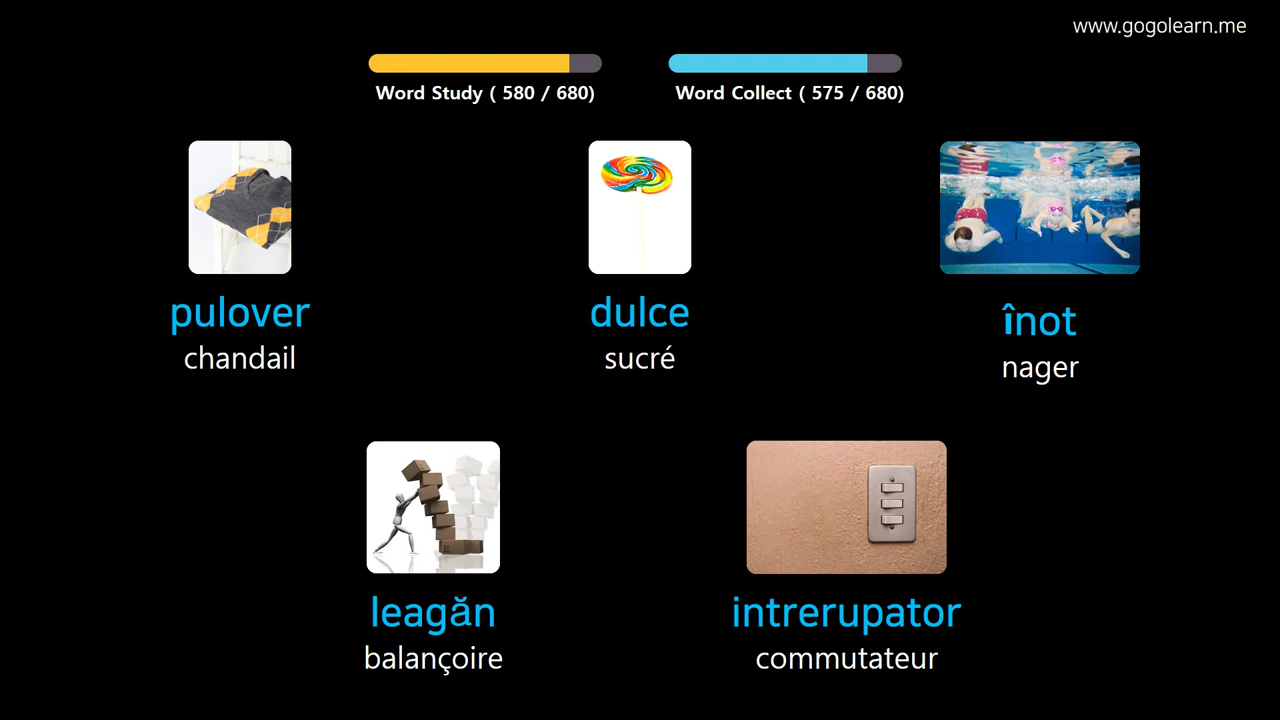 www.gogolearn.me
Word Study ( 580 / 680)
Word Collect ( 575 / 680)
pulover
chandail
dulce
sucré
înot
nager
leagăn
balançoire
intrerupator
commutateur